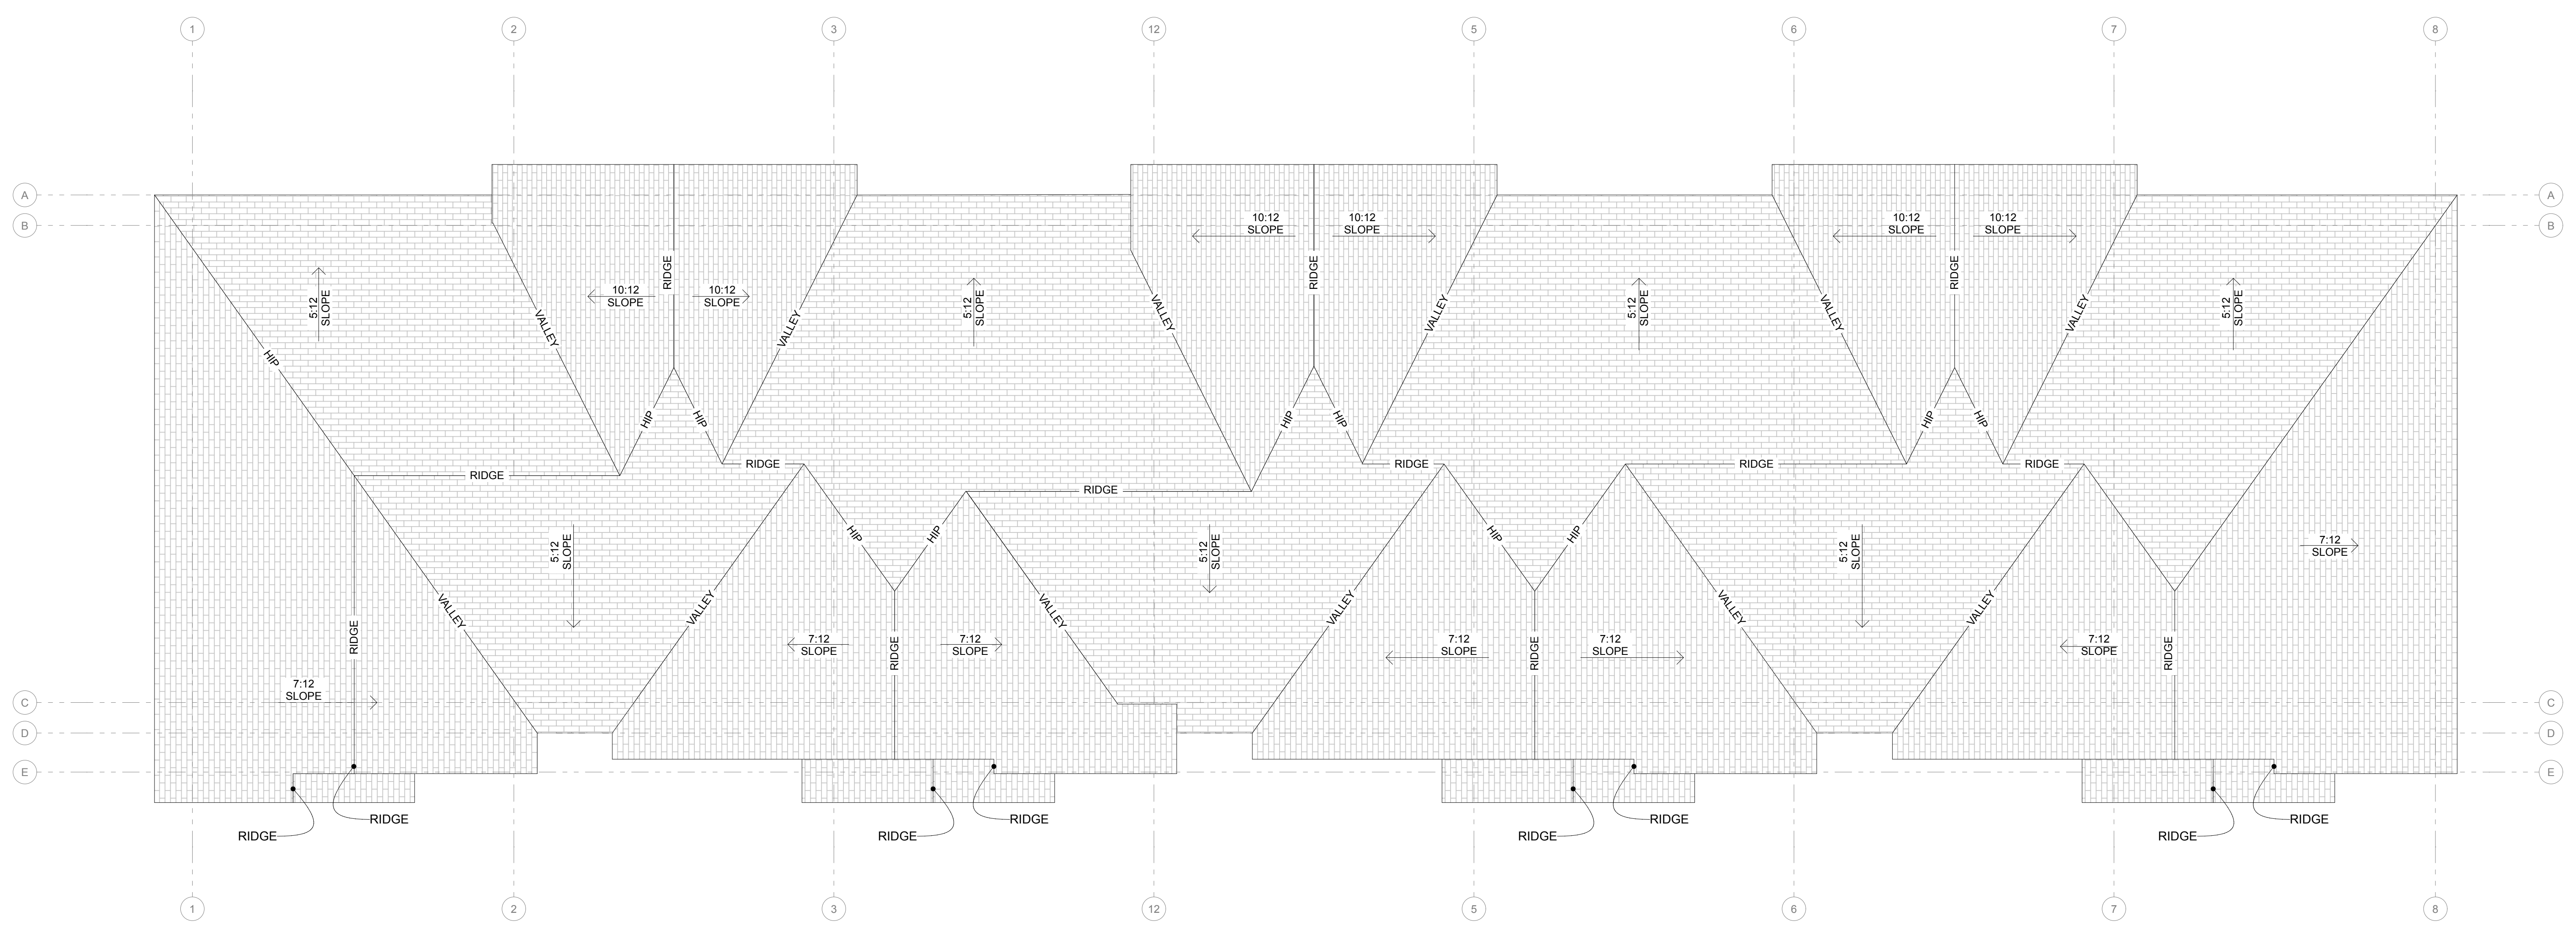 1 2 3 12 5 6 7 8
A A
B B
10:12 SLOPE 10:12 SLOPE 10:12 SLOPE 10:12 SLOPE
RIDGE RIDGE RIDGE
10:12 SLOPE 10:12 SLOPE
5:12 SLOPE 5:12 SLOPE 5:12 SLOPE 5:12 SLOPE
VALLEY VALLEY VALLEY VALLEY VALLEY VALLEY
HIP
HIP HIP HIP HIP HIP HIP
RIDGE RIDGE RIDGE RIDGE RIDGE RIDGE
HIP HIP HIP HIP
5:12 SLOPE 5:12 SLOPE 5:12 SLOPE
7:12 SLOPE
VALLEY VALLEY VALLEY VALLEY VALLEY VALLEY
RIDGE RIDGE RIDGE RIDGE
7:12 SLOPE 7:12 SLOPE 7:12 SLOPE 7:12 SLOPE 7:12 SLOPE
7:12 SLOPE
C C
D D
E E
RIDGE RIDGE RIDGE RIDGE
RIDGE RIDGE RIDGE RIDGE
1 2 3 12 5 6 7 8